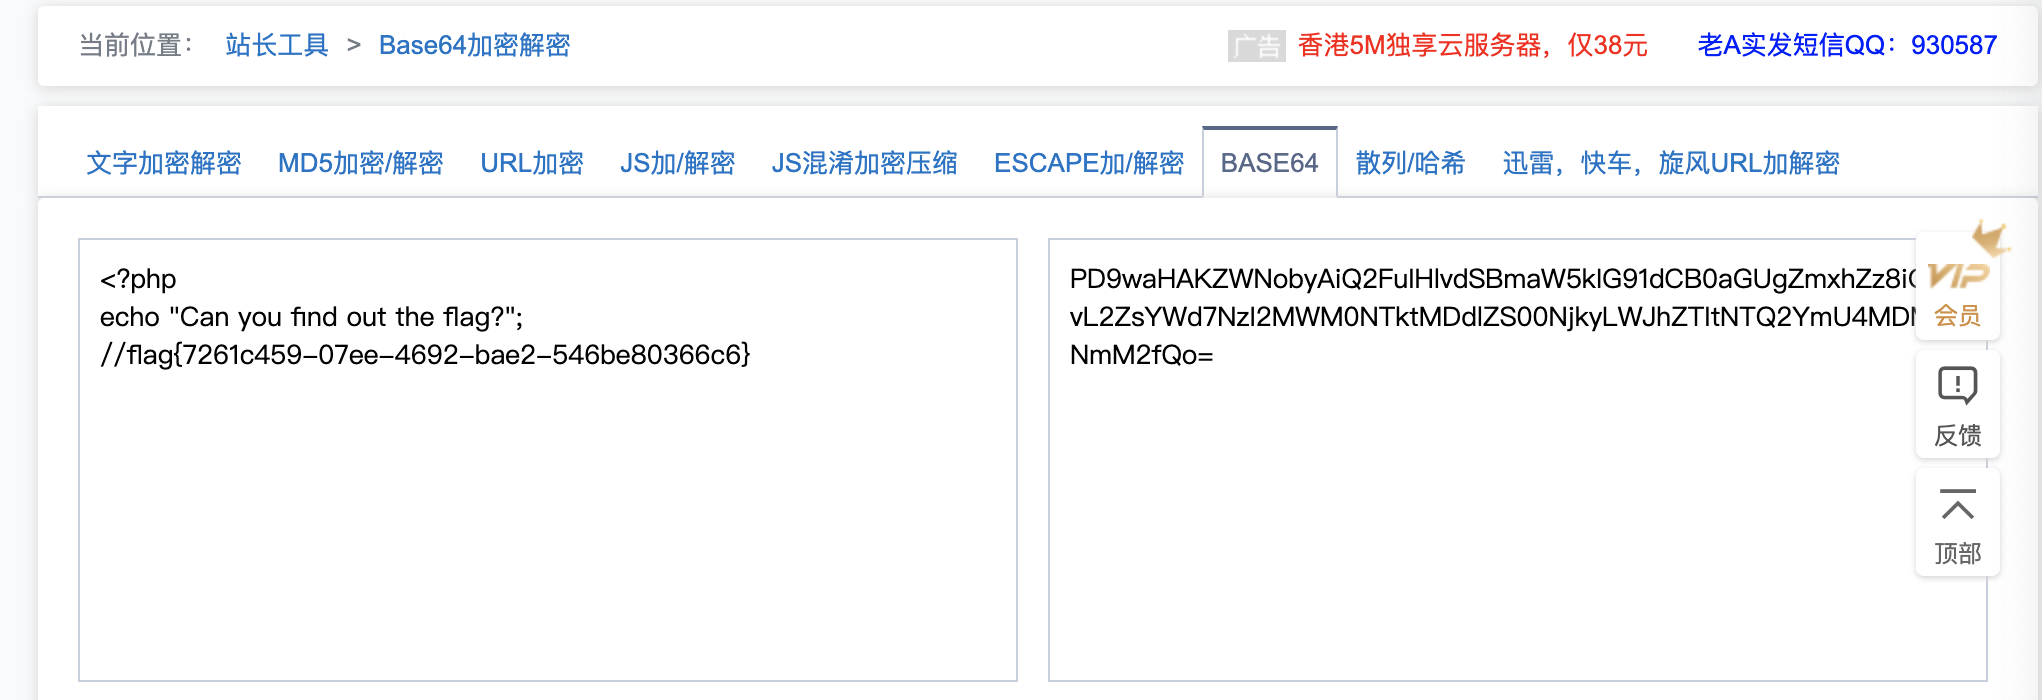 当前位置： 站长工具 > Base64加密解密
广告 香港5M独享云服务器，仅38元 老A实发短信QQ：930587
文字加密解密 MD5加密/解密 URL加密 JS加/解密 JS混淆加密压缩 ESCAPE加/解密 BASE64 散列/哈希 迅雷，快车，旋风URL加解密
<?php
echo "Can you find out the flag?";
//flag{7261c459-07ee-4692-bae2-546be80366c6}
PD9waHAKZWNobyAiQ2FuIHlvdSBmaW5kIG91dCB0aGUgZmxhZz8i
vL2ZsYWd7NzI2MWM0NTktMDdlZS00NjkyLWJhZTItNTQ2YmU4MD
NmM2fQo=
VIP
会员
反馈
顶部